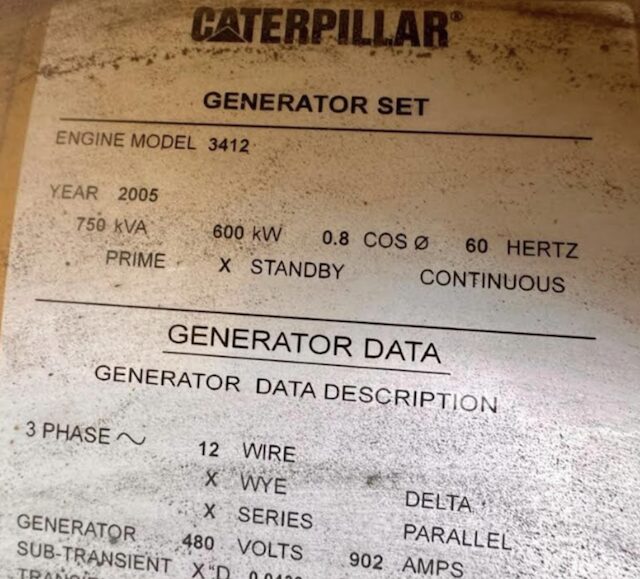 CATERPILLAR®
GENERATOR SET
ENGINE MODEL 3412
YEAR 2005
750 kVA 600 kW 0.8 COS Ø 60 HERTZ
PRIME X STANDBY CONTINUOUS
GENERATOR DATA
GENERATOR DATA DESCRIPTION
3 PHASE ~ 12 WIRE
X WYE DELTA
X SERIES PARALLEL
GENERATOR 480 VOLTS 902 AMPS
SUB-TRANSIENT X"D